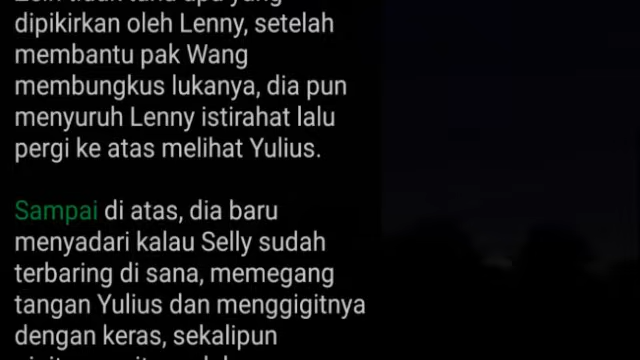 dipikirkan oleh Lenny, setelah
membantu pak Wang
membungkus lukanya, dia pun
menyuruh Lenny istirahat lalu
pergi ke atas melihat Yulius.
Sampai di atas, dia baru
menyadari kalau Selly sudah
terbaring di sana, memegang
tangan Yulius dan menggigitnya
dengan keras, sekalipun